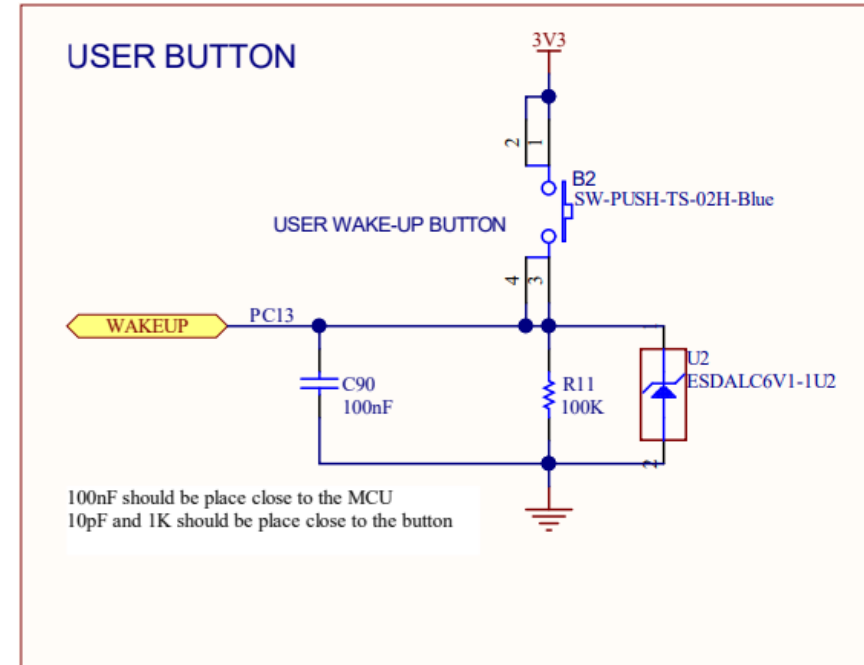 USER BUTTON
3V3
2
1
B2
SW-PUSH-TS-02H-Blue
USER WAKE-UP BUTTON
4
3
WAKEUP
PC13
1
U2
ESDALC6V1-1U2
C90
100nF
R11
100K
2
100nF should be place close to the MCU
10pF and 1K should be place close to the button